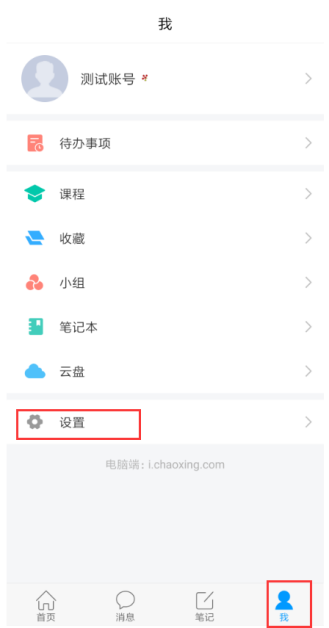 我
测试账号
待办事项
课程
收藏
小组
笔记本
云盘
设置
电脑端：i.chaoxing.com
首页
消息
笔记
我